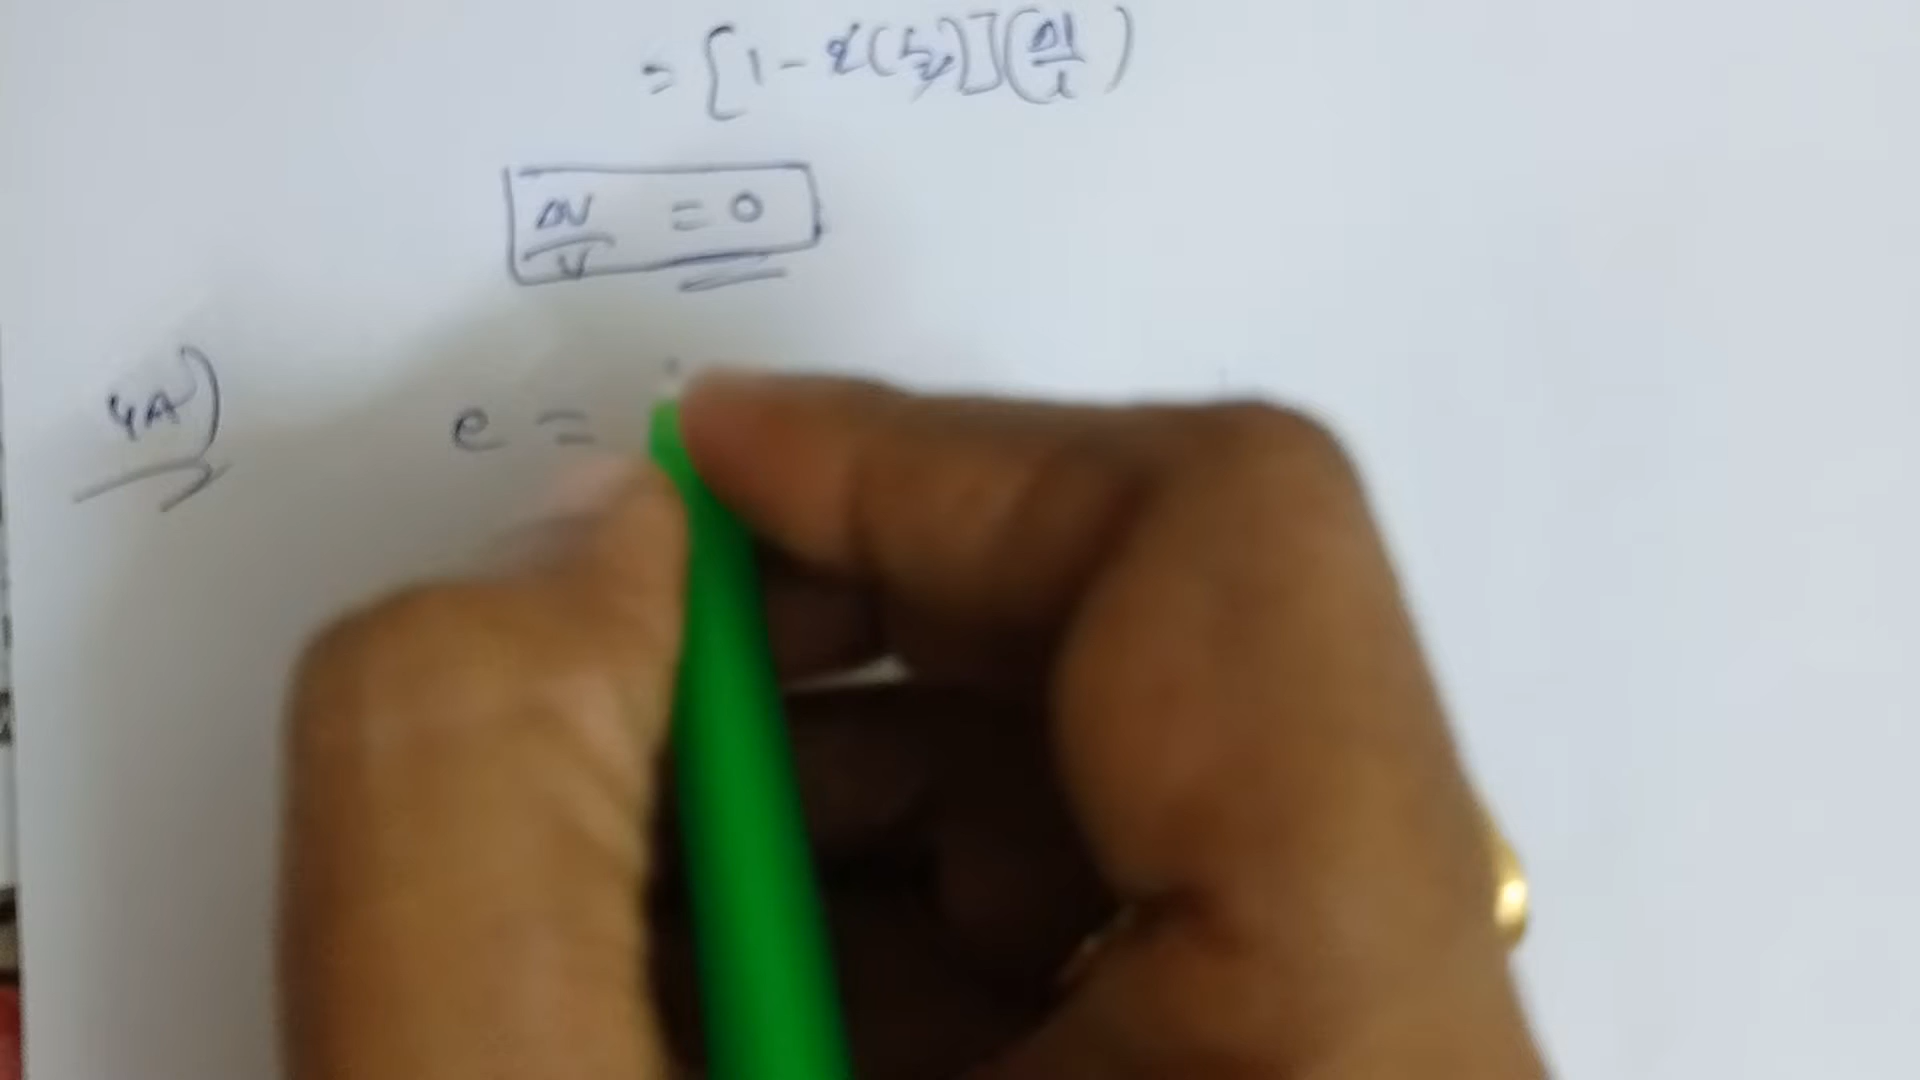 = [1 - 2(1/2)](Δl/l)
ΔV/V = 0
4A) e =